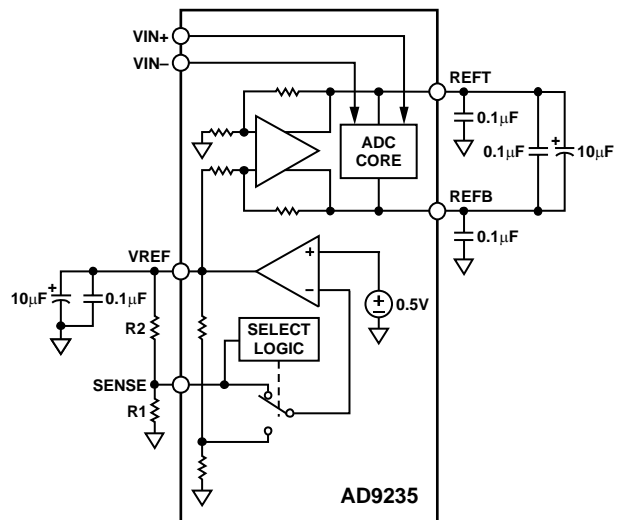 VIN+
VIN–
REFT
0.1μF
ADC
CORE
0.1μF
+
10μF
REFB
0.1μF
VREF
+
–
+
10μF
0.1μF
R2
0.5V
+
–
SELECT
LOGIC
SENSE
R1
AD9235